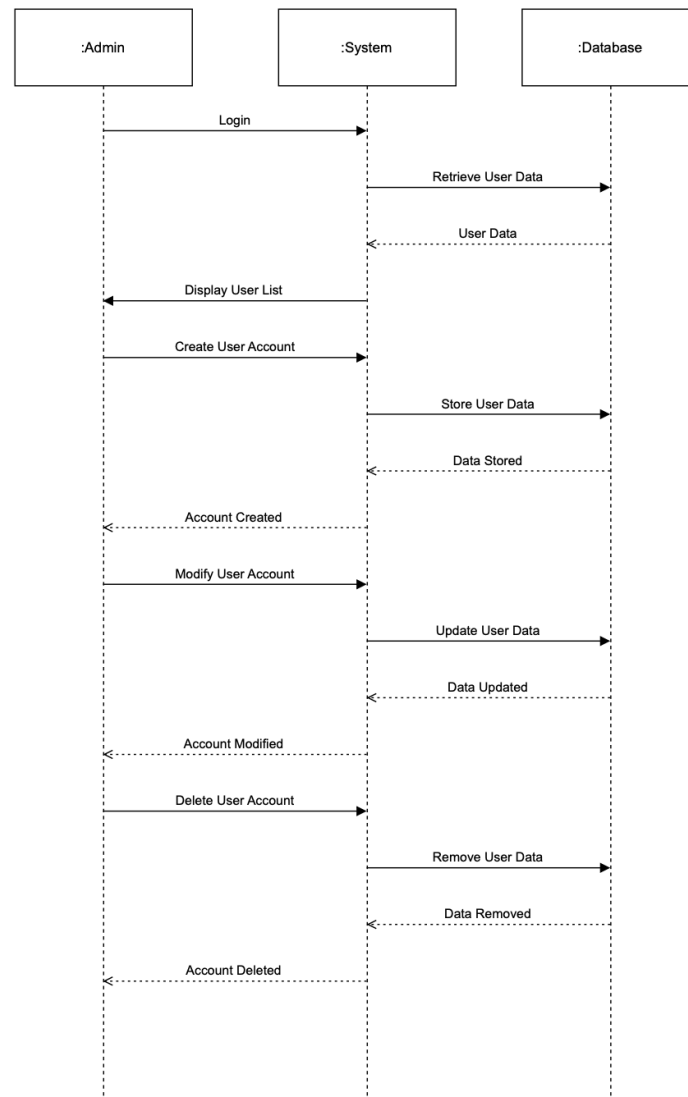 :Admin
:System
:Database
Login
Retrieve User Data
User Data
Display User List
Create User Account
Store User Data
Data Stored
Account Created
Modify User Account
Update User Data
Data Updated
Account Modified
Delete User Account
Remove User Data
Data Removed
Account Deleted